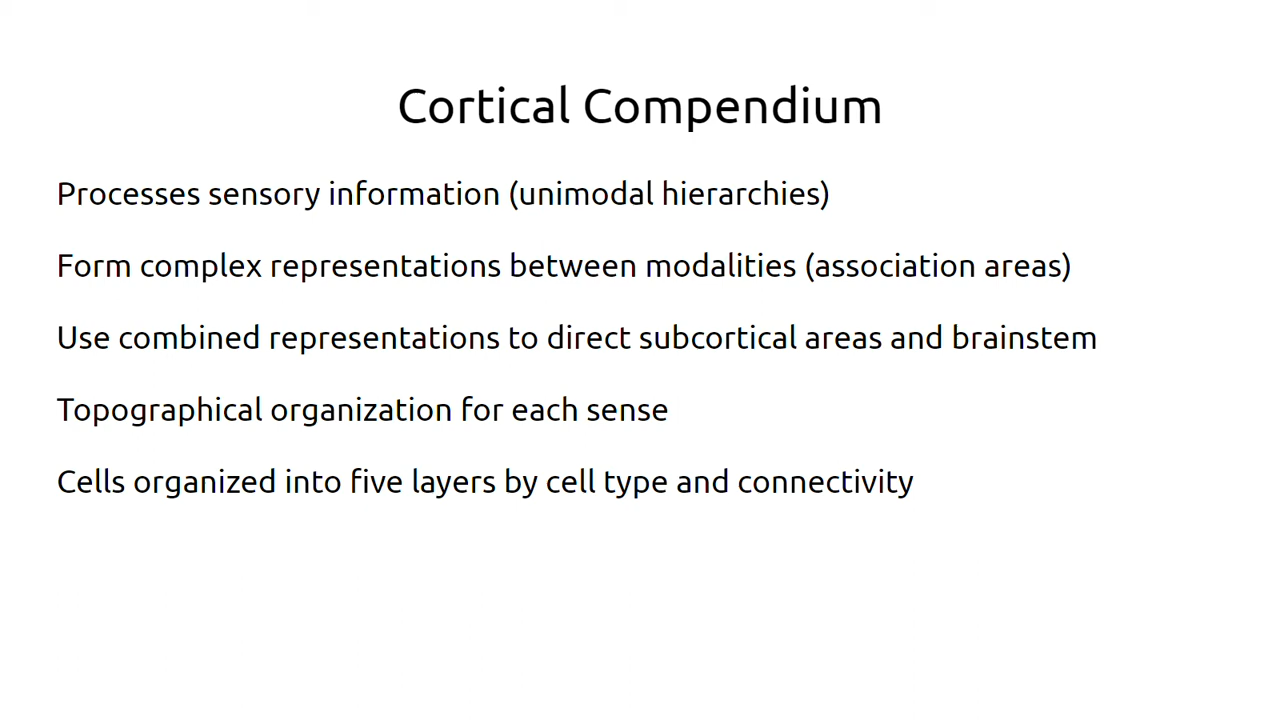 Cortical Compendium
Processes sensory information (unimodal hierarchies)
Form complex representations between modalities (association areas)
Use combined representations to direct subcortical areas and brainstem
Topographical organization for each sense
Cells organized into five layers by cell type and connectivity